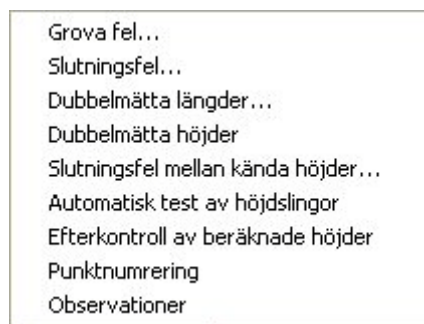 Grova fel...
Slutningsfel...
Dubbelmätta längder...
Dubbelmätta höjder
Slutningsfel mellan kända höjder...
Automatisk test av höjdslingor
Efterkontroll av beräknade höjder
Punktnumrering
Observationer